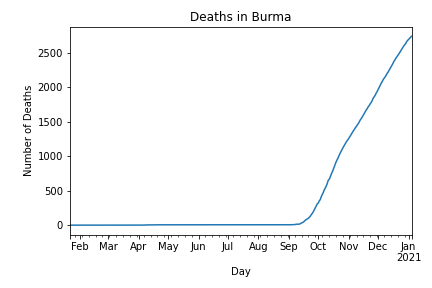 Deaths in Burma
Number of Deaths
2500
2000
1500
1000
500
0
Feb Mar Apr May Jun Jul Aug Sep Oct Nov Dec Jan
2021
Day